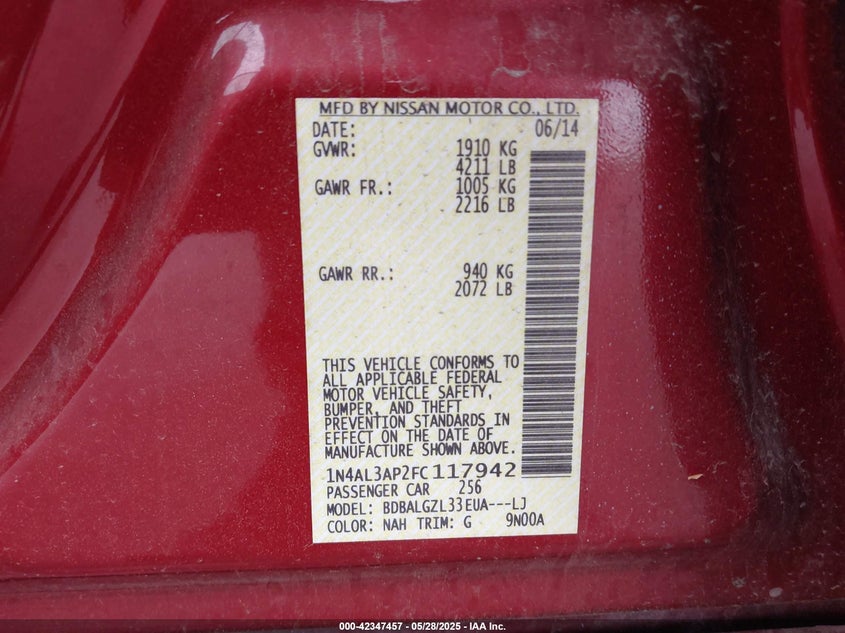 MFD BY NISSAN MOTOR CO., LTD.
DATE: 06/14
GVWR: 1910 KG
4211 LB
GAWR FR.: 1005 KG
2216 LB
GAWR RR.: 940 KG
2072 LB
THIS VEHICLE CONFORMS TO
ALL APPLICABLE FEDERAL
MOTOR VEHICLE SAFETY,
BUMPER, AND THEFT
PREVENTION STANDARDS IN
EFFECT ON THE DATE OF
MANUFACTURE SHOWN ABOVE.
1N4AL3AP2FC117942
PASSENGER CAR 256
MODEL: BDBALGZL33EUA---LJ
COLOR: NAH TRIM: G 9N00A
000-42347457 - 05/28/2025 - IAA Inc.